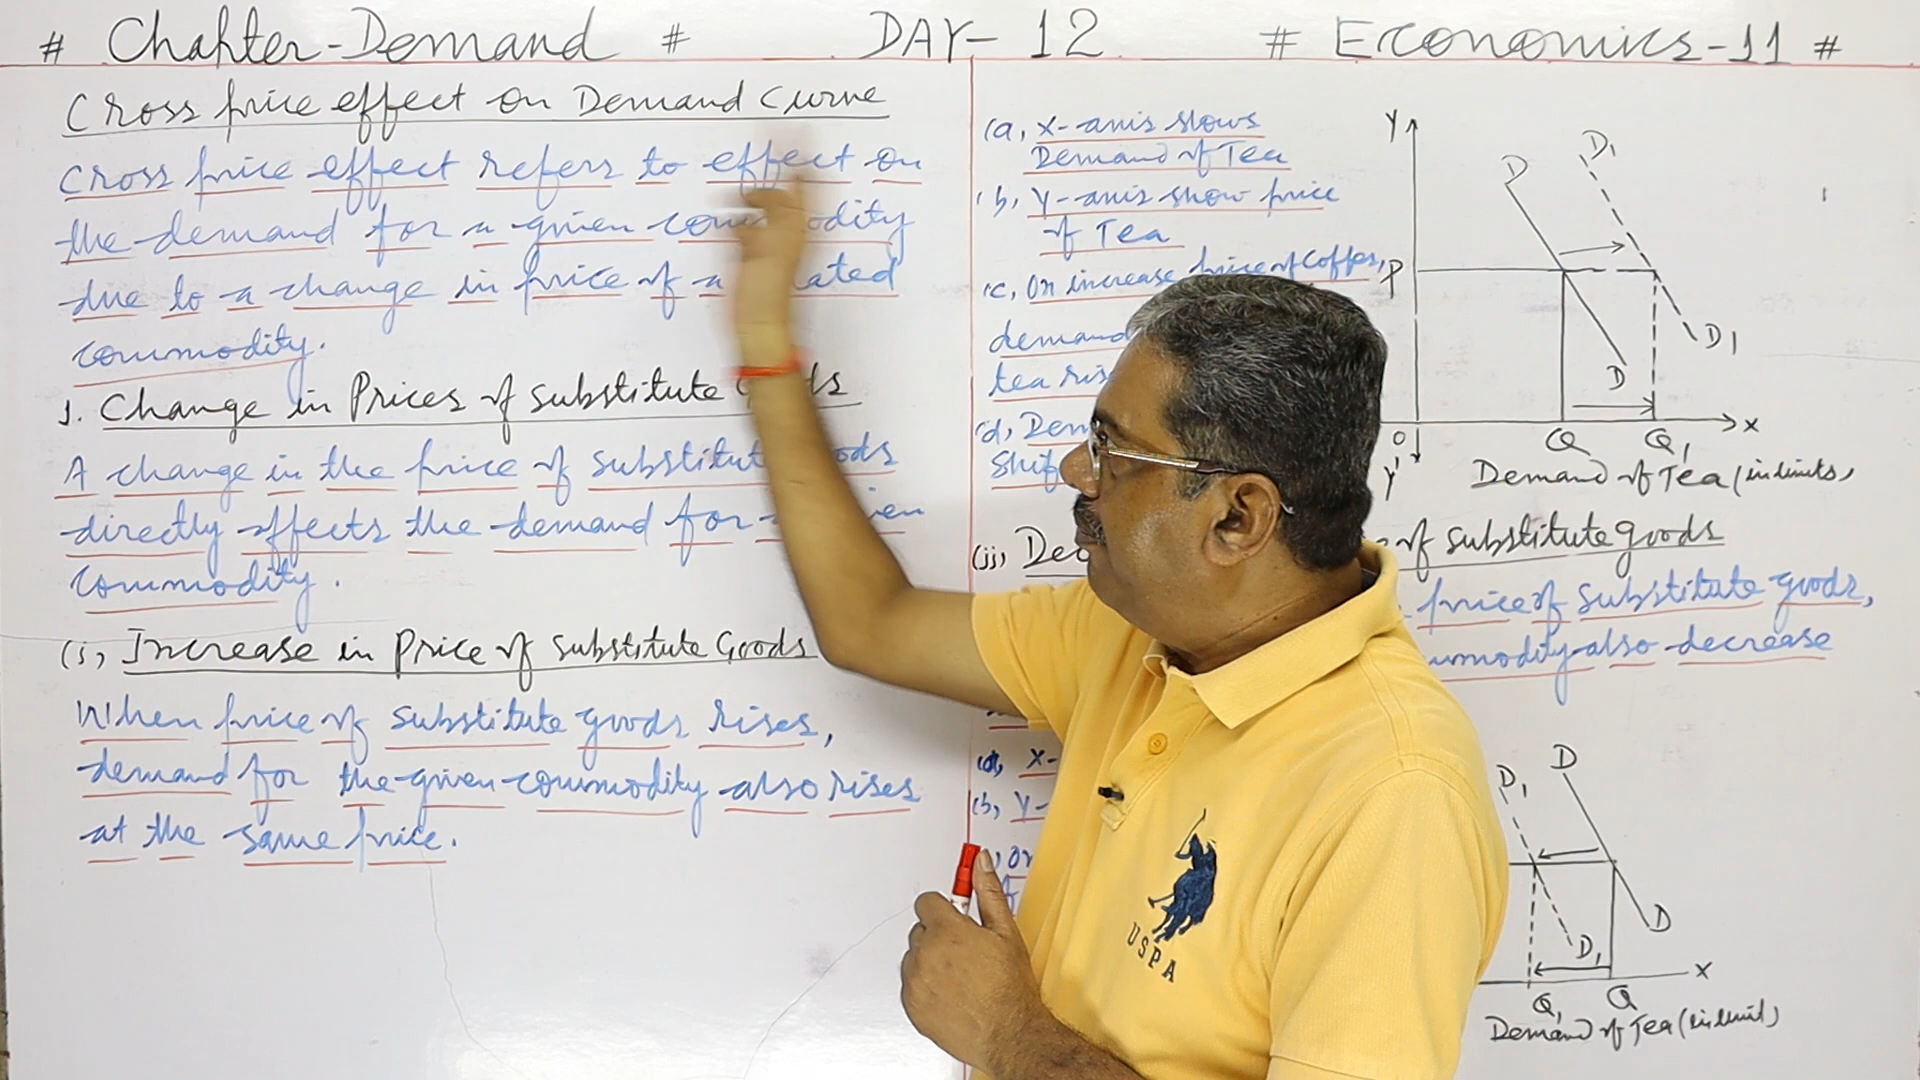 # Chapter-Demand #
DAY-12
# Economics-11 #
Cross price effect on Demand Curve
Cross price effect refers to effect on
the demand for a given commodity
due to a change in price of a
commodity.
1. Change in Prices of substitute
A change in the price of substitute
directly effects the demand for a
commodity.
(i) Increase in Price of substitute Goods
When price of substitute goods rises,
demand for the given commodity also rises
at the same price.
(a) X-axis shows
Demand of Tea
(b) Y-axis show price
of Tea
(c) On increase price of Coffee,
demand
tea
(d)
(ii)
of substitute goods
price of substitute goods,
also decrease
(a) X-
(b) Y-
Y
D
D1
P
D1
D
O
Q
Q1
X
Y'
Demand of Tea (in units)
D1
D
D
D1
X
Q1
Q
Demand of Tea (in unit)
USPA